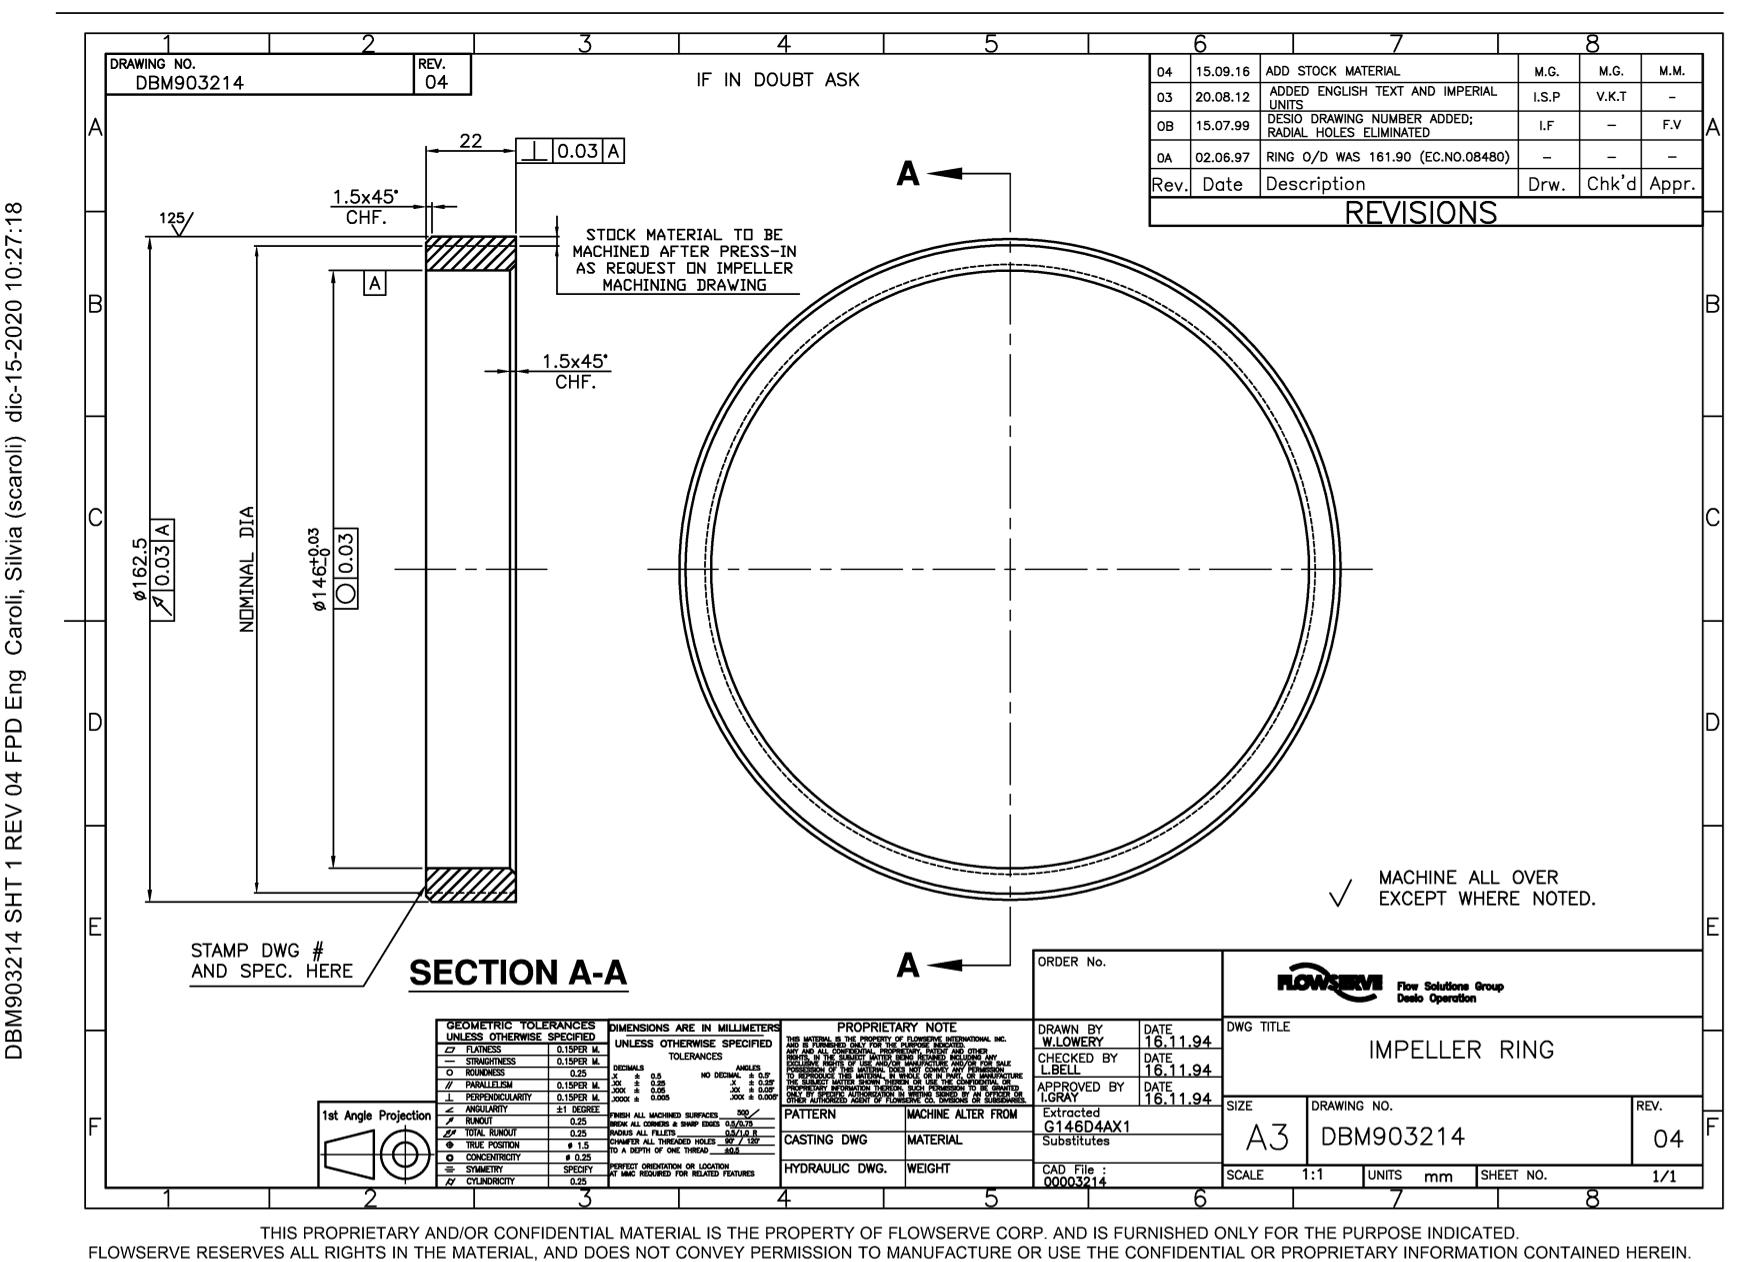 1 2 3 4 5 6 7 8
DRAWING NO.
DBM903214
REV.
04
IF IN DOUBT ASK
04 15.09.16 ADD STOCK MATERIAL M.G. M.G. M.M.
03 20.08.12 ADDED ENGLISH TEXT AND IMPERIAL
UNITS I.S.P V.K.T –
0B 15.07.99 DESIO DRAWING NUMBER ADDED;
RADIAL HOLES ELIMINATED I.F – F.V
0A 02.06.97 RING O/D WAS 161.90 (EC.NO.08480) – – –
Rev. Date Description Drw. Chk'd Appr.
REVISIONS
A A
B B
C C
D D
E E
F F
22
⊥ 0.03 A
1.5x45°
CHF.
125/
STOCK MATERIAL TO BE
MACHINED AFTER PRESS-IN
AS REQUEST ON IMPELLER
MACHINING DRAWING
A
1.5x45°
CHF.
ø162.5
↗ 0.03 A
NOMINAL DIA
ø146+0.03
-0
○ 0.03
A
A
STAMP DWG #
AND SPEC. HERE
SECTION A-A
MACHINE ALL OVER
EXCEPT WHERE NOTED.
1st Angle Projection
GEOMETRIC TOLERANCES
UNLESS OTHERWISE SPECIFIED
FLATNESS 0.15PER M.
STRAIGHTNESS 0.15PER M.
ROUNDNESS 0.25
PARALLELISM 0.15PER M.
PERPENDICULARITY 0.15PER M.
ANGULARITY ±1 DEGREE
RUNOUT 0.25
TOTAL RUNOUT 0.25
TRUE POSITION ø 1.5
CONCENTRICITY ø 0.25
SYMMETRY SPECIFY
CYLINDRICITY 0.25
DIMENSIONS ARE IN MILLIMETERS
UNLESS OTHERWISE SPECIFIED
TOLERANCES
DECIMALS ANGLES
.X ± 0.5 NO DECIMAL ± 0.5°
.XX ± 0.25 .X ± 0.25°
.XXX ± 0.05 .XX ± 0.05°
.XXXX ± 0.005 .XXX ± 0.005°
FINISH ALL MACHINED SURFACES 500/
BREAK ALL CORNERS & SHARP EDGES 0.5/0.75
RADIUS ALL FILLETS 0.5/1.0 R
CHAMFER ALL THREADED HOLES 90° / 120°
TO A DEPTH OF ONE THREAD ±0.5
PERFECT ORIENTATION OR LOCATION
AT MMC REQUIRED FOR RELATED FEATURES
PROPRIETARY NOTE
THIS MATERIAL IS THE PROPERTY OF FLOWSERVE INTERNATIONAL INC.
AND IS FURNISHED ONLY FOR THE PURPOSE INDICATED.
ANY AND ALL CONFIDENTIAL, PROPRIETARY, PATENT AND OTHER
RIGHTS, IN THE SUBJECT MATTER BEING RETAINED INCLUDING ANY
EXCLUSIVE RIGHTS OF USE AND/OR MANUFACTURE AND/OR FOR SALE
POSSESSION OF THIS MATERIAL DOES NOT CONVEY ANY PERMISSION
TO REPRODUCE THIS MATERIAL, IN WHOLE OR IN PART, OR MANUFACTURE
THE SUBJECT MATTER SHOWN THEREIN OR USE THE CONFIDENTIAL OR
PROPRIETARY INFORMATION THEREON. SUCH PERMISSION TO BE GRANTED
ONLY BY SPECIFIC AUTHORIZATION IN WRITING SIGNED BY AN OFFICER OR
OTHER AUTHORIZED AGENT OF FLOWSERVE CO. DIVISIONS OR SUBSIDIARIES.
PATTERN
MACHINE ALTER FROM
CASTING DWG
MATERIAL
HYDRAULIC DWG.
WEIGHT
ORDER No.
DRAWN BY
W.LOWERY
DATE
16.11.94
CHECKED BY
L.BELL
DATE
16.11.94
APPROVED BY
I.GRAY
DATE
16.11.94
Extracted
G146D4AX1
Substitutes
CAD File :
00003214
FLOWSERVE
Flow Solutions Group
Desio Operation
DWG TITLE
IMPELLER RING
SIZE
A3
DRAWING NO.
DBM903214
REV.
04
SCALE 1:1
UNITS mm
SHEET NO. 1/1
1 2 3 4 5 6 7 8
DBM903214 SHT 1 REV 04 FPD Eng Caroli, Silvia (scaroli) dic-15-2020 10:27:18
THIS PROPRIETARY AND/OR CONFIDENTIAL MATERIAL IS THE PROPERTY OF FLOWSERVE CORP. AND IS FURNISHED ONLY FOR THE PURPOSE INDICATED.
FLOWSERVE RESERVES ALL RIGHTS IN THE MATERIAL, AND DOES NOT CONVEY PERMISSION TO MANUFACTURE OR USE THE CONFIDENTIAL OR PROPRIETARY INFORMATION CONTAINED HEREIN.